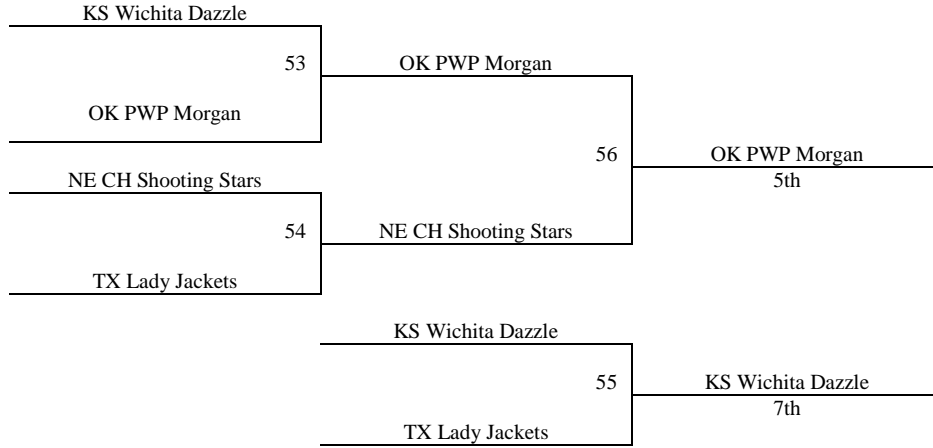 KS Wichita Dazzle
53
OK PWP Morgan
OK PWP Morgan
56
OK PWP Morgan
5th
NE CH Shooting Stars
54
NE CH Shooting Stars
TX Lady Jackets
KS Wichita Dazzle
55
KS Wichita Dazzle
7th
TX Lady Jackets